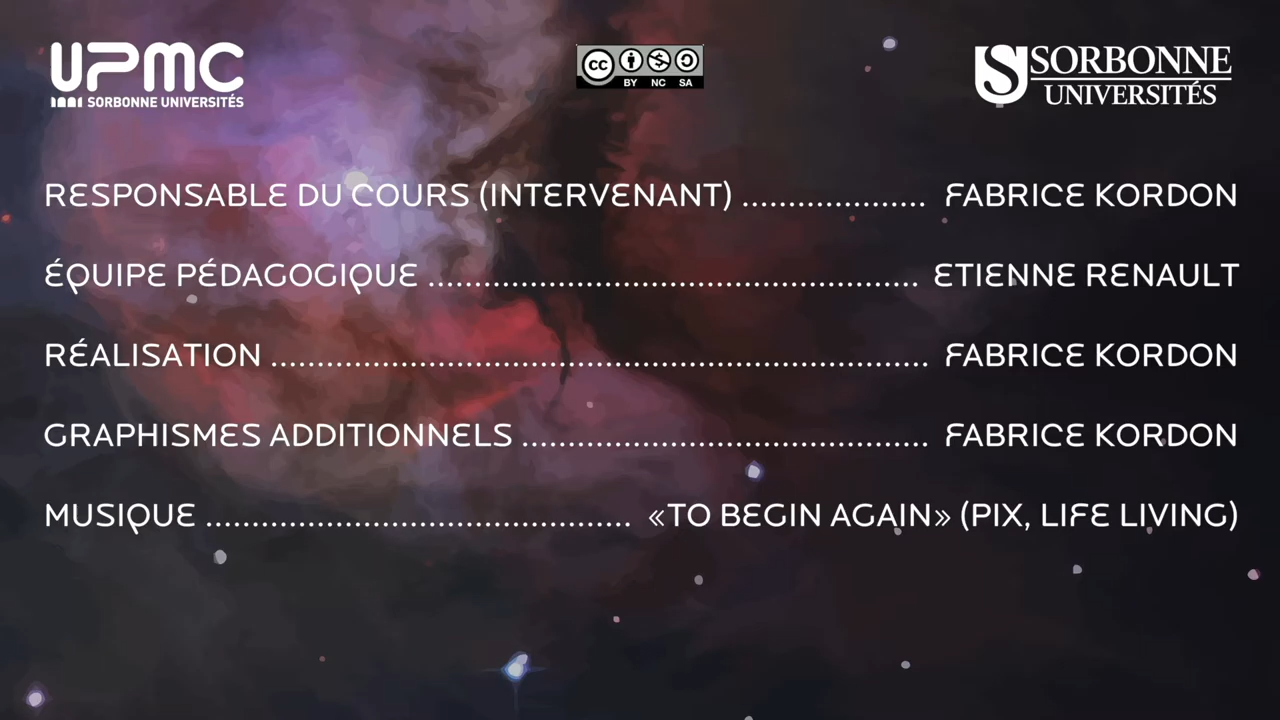 UPMC
SORBONNE UNIVERSITÉS
CC BY NC SA
SORBONNE
UNIVERSITÉS
RESPONSABLE DU COURS (INTERVENANT) .................... FABRICE KORDON
ÉQUIPE PÉDAGOGIQUE ..................................................... ETIENNE RENAULT
RÉALISATION ....................................................................... FABRICE KORDON
GRAPHISMES ADDITIONNELS ............................................ FABRICE KORDON
MUSIQUE .............................................. «TO BEGIN AGAIN» (PIX, LIFE LIVING)